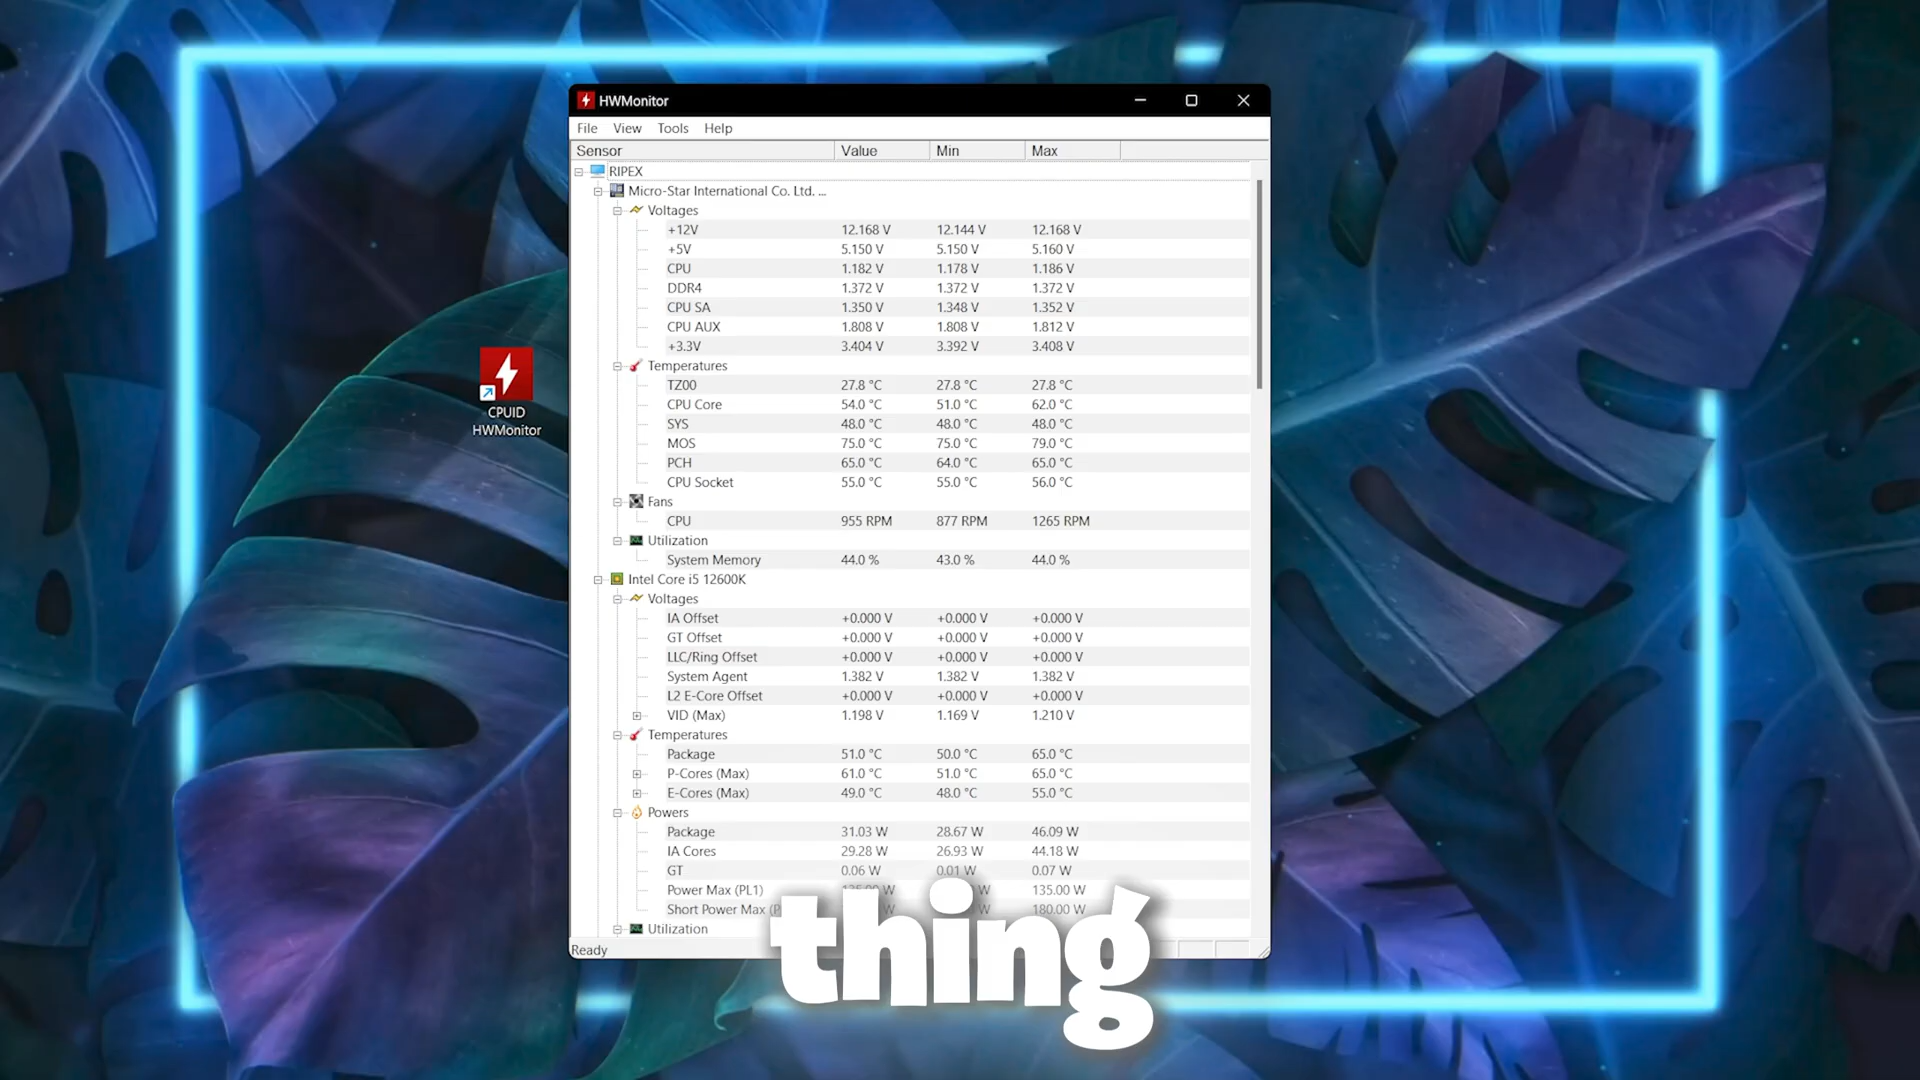 HWMonitor
File View Tools Help
Sensor Value Min Max
RIPEX
Micro-Star International Co. Ltd. ...
Voltages
+12V 12.168 V 12.144 V 12.168 V
+5V 5.150 V 5.150 V 5.160 V
CPU 1.182 V 1.178 V 1.186 V
DDR4 1.372 V 1.372 V 1.372 V
CPU SA 1.350 V 1.348 V 1.352 V
CPU AUX 1.808 V 1.808 V 1.812 V
+3.3V 3.404 V 3.392 V 3.408 V
Temperatures
TZ00 27.8 °C 27.8 °C 27.8 °C
CPU Core 54.0 °C 51.0 °C 62.0 °C
SYS 48.0 °C 48.0 °C 48.0 °C
MOS 75.0 °C 75.0 °C 79.0 °C
PCH 65.0 °C 64.0 °C 65.0 °C
CPU Socket 55.0 °C 55.0 °C 56.0 °C
Fans
CPU 955 RPM 877 RPM 1265 RPM
Utilization
System Memory 44.0 % 43.0 % 44.0 %
Intel Core i5 12600K
Voltages
IA Offset +0.000 V +0.000 V +0.000 V
GT Offset +0.000 V +0.000 V +0.000 V
LLC/Ring Offset +0.000 V +0.000 V +0.000 V
System Agent 1.382 V 1.382 V 1.382 V
L2 E-Core Offset +0.000 V +0.000 V +0.000 V
VID (Max) 1.198 V 1.169 V 1.210 V
Temperatures
Package 51.0 °C 50.0 °C 65.0 °C
P-Cores (Max) 61.0 °C 51.0 °C 65.0 °C
E-Cores (Max) 49.0 °C 48.0 °C 55.0 °C
Powers
Package 31.03 W 28.67 W 46.09 W
IA Cores 29.28 W 26.93 W 44.18 W
GT 0.06 W 0.01 W 0.07 W
Power Max (PL1) W W 135.00 W
Short Power Max W 180.00 W
Utilization
Ready
CPUID
HWMonitor
thing